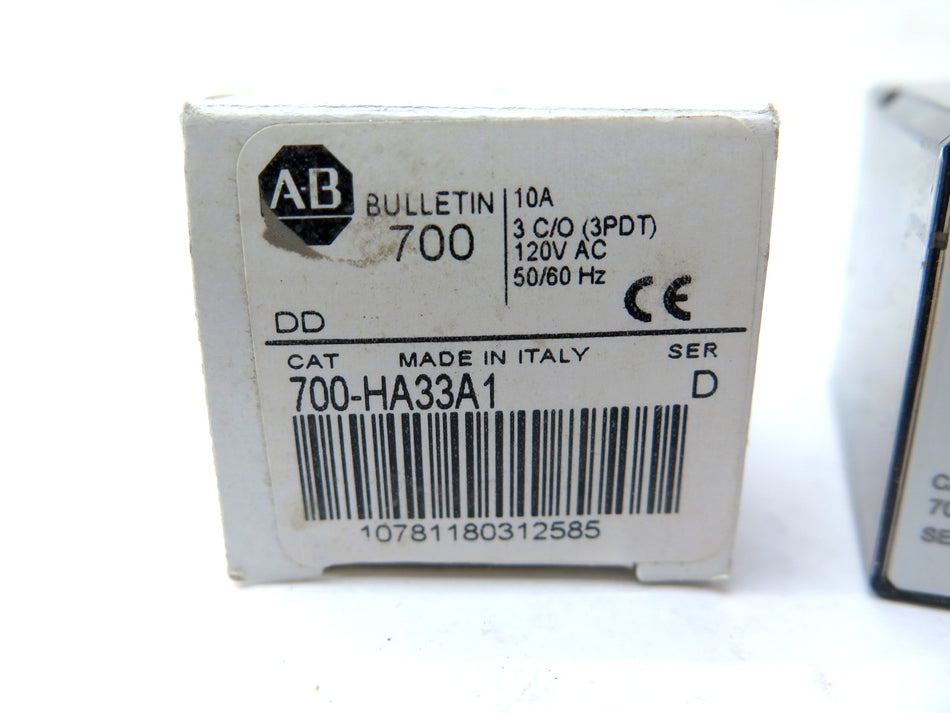 A-B
BULLETIN
700
10A
3 C/O (3PDT)
120V AC
50/60 Hz
CE
DD
CAT MADE IN ITALY SER
700-HA33A1 D
10781180312585